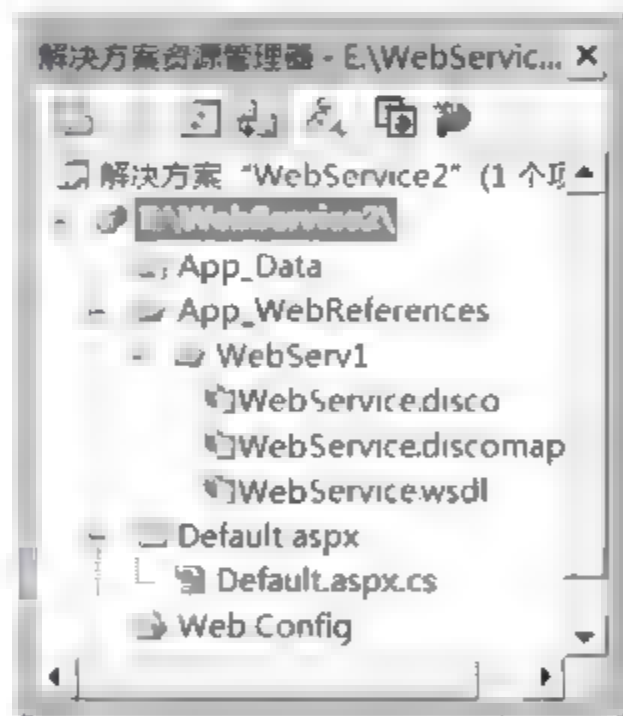 解决方案资源管理器 - E:\WebServic...
解决方案 "WebService2" (1 个项
E:\WebService2\
App_Data
App_WebReferences
WebServ1
WebService.disco
WebService.discomap
WebService.wsdl
Default aspx
Default.aspx.cs
Web Config